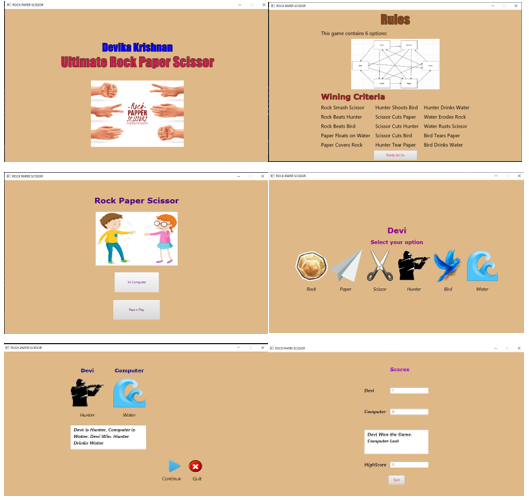 ROCK PAPER SCISSOR
Devika Krishnan
Ultimate Rock Paper Scissor
Rock
PAPPER
Scissors
ROCK PAPER SCISSOR
Rules
This game contains 6 options:
Wining Criteria
Rock Smash Scissor Hunter Shoots Bird Hunter Drinks Water
Rock Beats Hunter Scissor Cuts Paper Water Erodes Rock
Rock Beats Bird Scissor Cuts Hunter Water Rusts Scissor
Paper Floats on Water Scissor Cuts Bird Bird Tears Paper
Paper Covers Rock Hunter Tear Paper Bird Drinks Water
ROCK PAPER SCISSOR
Rock Paper Scissor
Vs Computer
Pass n Play
ROCK PAPER SCISSOR
Devi
Select your option
Rock Paper Scissor Hunter Bird Water
ROCK PAPER SCISSOR
Devi Computer
Hunter Water
Devi is Hunter, Computer is
Water. Devi Win. Hunter
Drinks Water
Continue Quit
ROCK PAPER SCISSOR
Scores
Devi
Computer
Devi Won the Game.
Computer Lost
HighScore
Quit